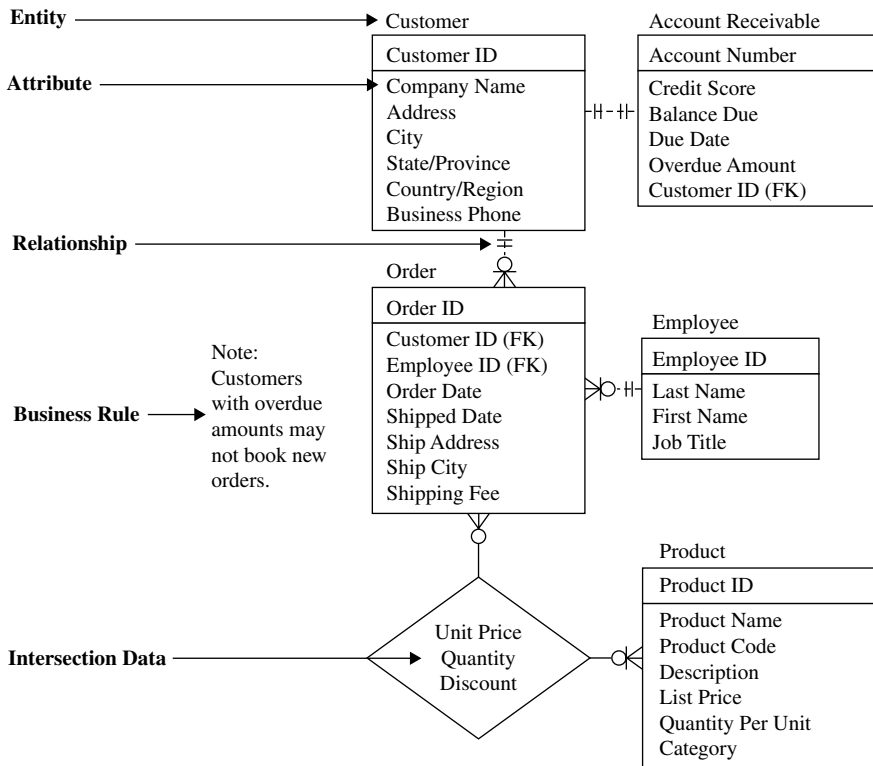 Entity
Customer
Account Receivable
Customer ID
Account Number
Attribute
Company Name
Address
City
State/Province
Country/Region
Business Phone
Credit Score
Balance Due
Due Date
Overdue Amount
Customer ID (FK)
Relationship
Order
Order ID
Customer ID (FK)
Employee ID (FK)
Order Date
Shipped Date
Ship Address
Ship City
Shipping Fee
Employee
Employee ID
Last Name
First Name
Job Title
Business Rule
Note:
Customers
with overdue
amounts may
not book new
orders.
Product
Product ID
Product Name
Product Code
Description
List Price
Quantity Per Unit
Category
Intersection Data
Unit Price
Quantity
Discount